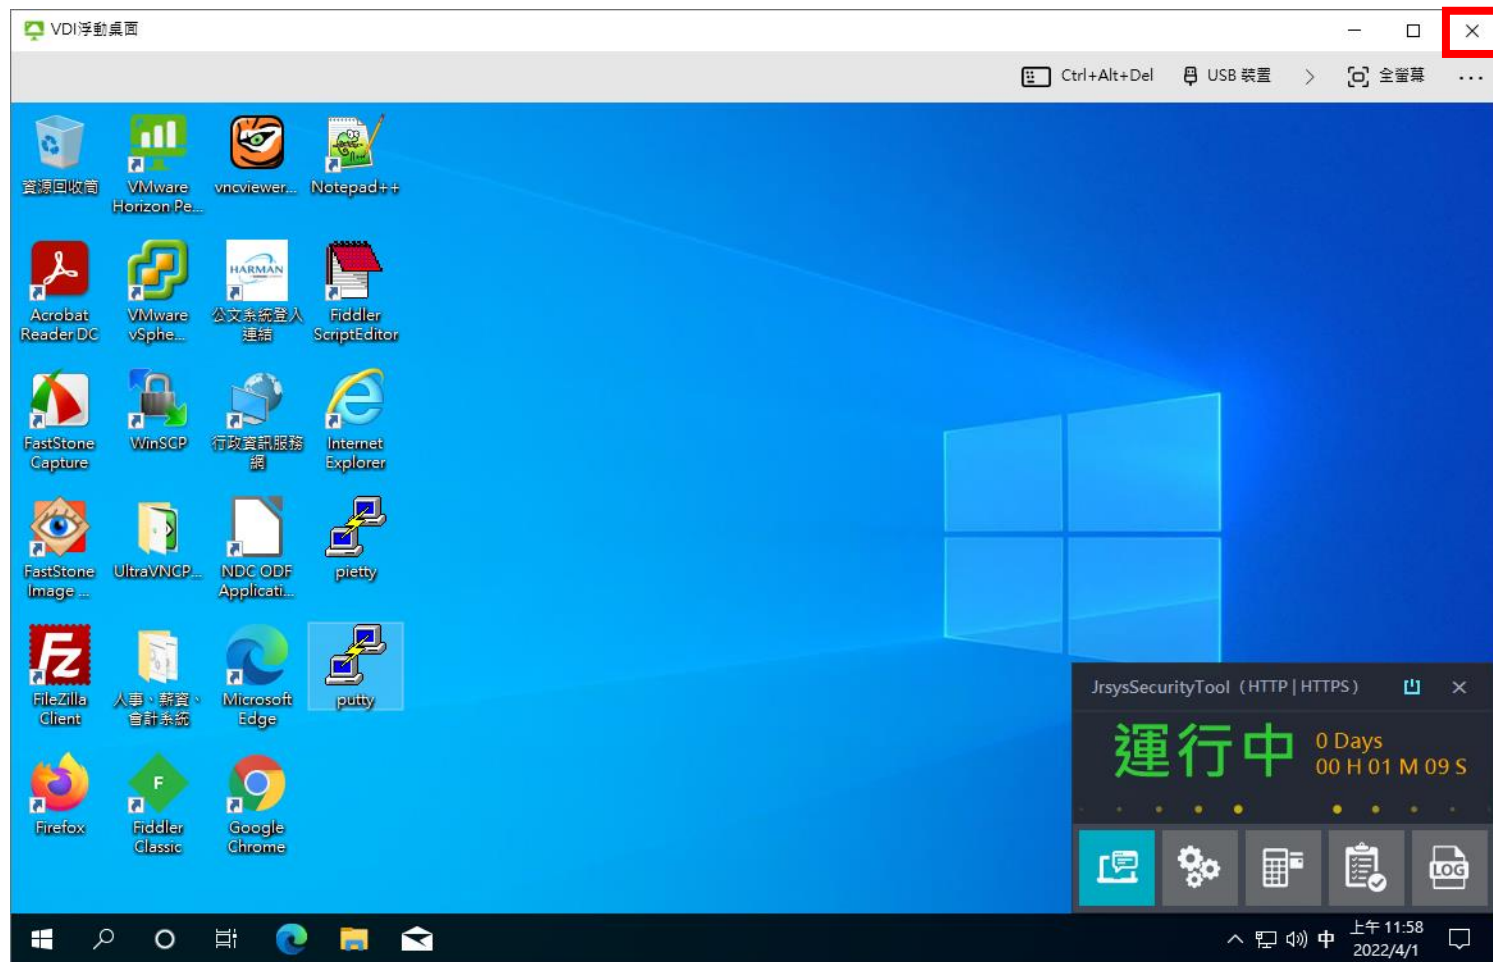 VDI浮動桌面
Ctrl+Alt+Del
USB 裝置
全螢幕
資源回收筒
VMware
Horizon Pe...
vncviewer...
Notepad++
Acrobat
Reader DC
VMware
vSphe...
HARMAN
公文系統登入
連結
Fiddler
ScriptEditor
FastStone
Capture
WinSCP
行政資訊服務
網
Internet
Explorer
FastStone
Image ...
UltraVNCP...
NDC ODF
Applicati...
pietty
Fz
FileZilla
Client
人事、薪資、
會計系統
Microsoft
Edge
putty
Firefox
F
Fiddler
Classic
Google
Chrome
JrsysSecurityTool ( HTTP | HTTPS )
運行中
0 Days
00 H 01 M 09 S
LOG
中
上午 11:58
2022/4/1